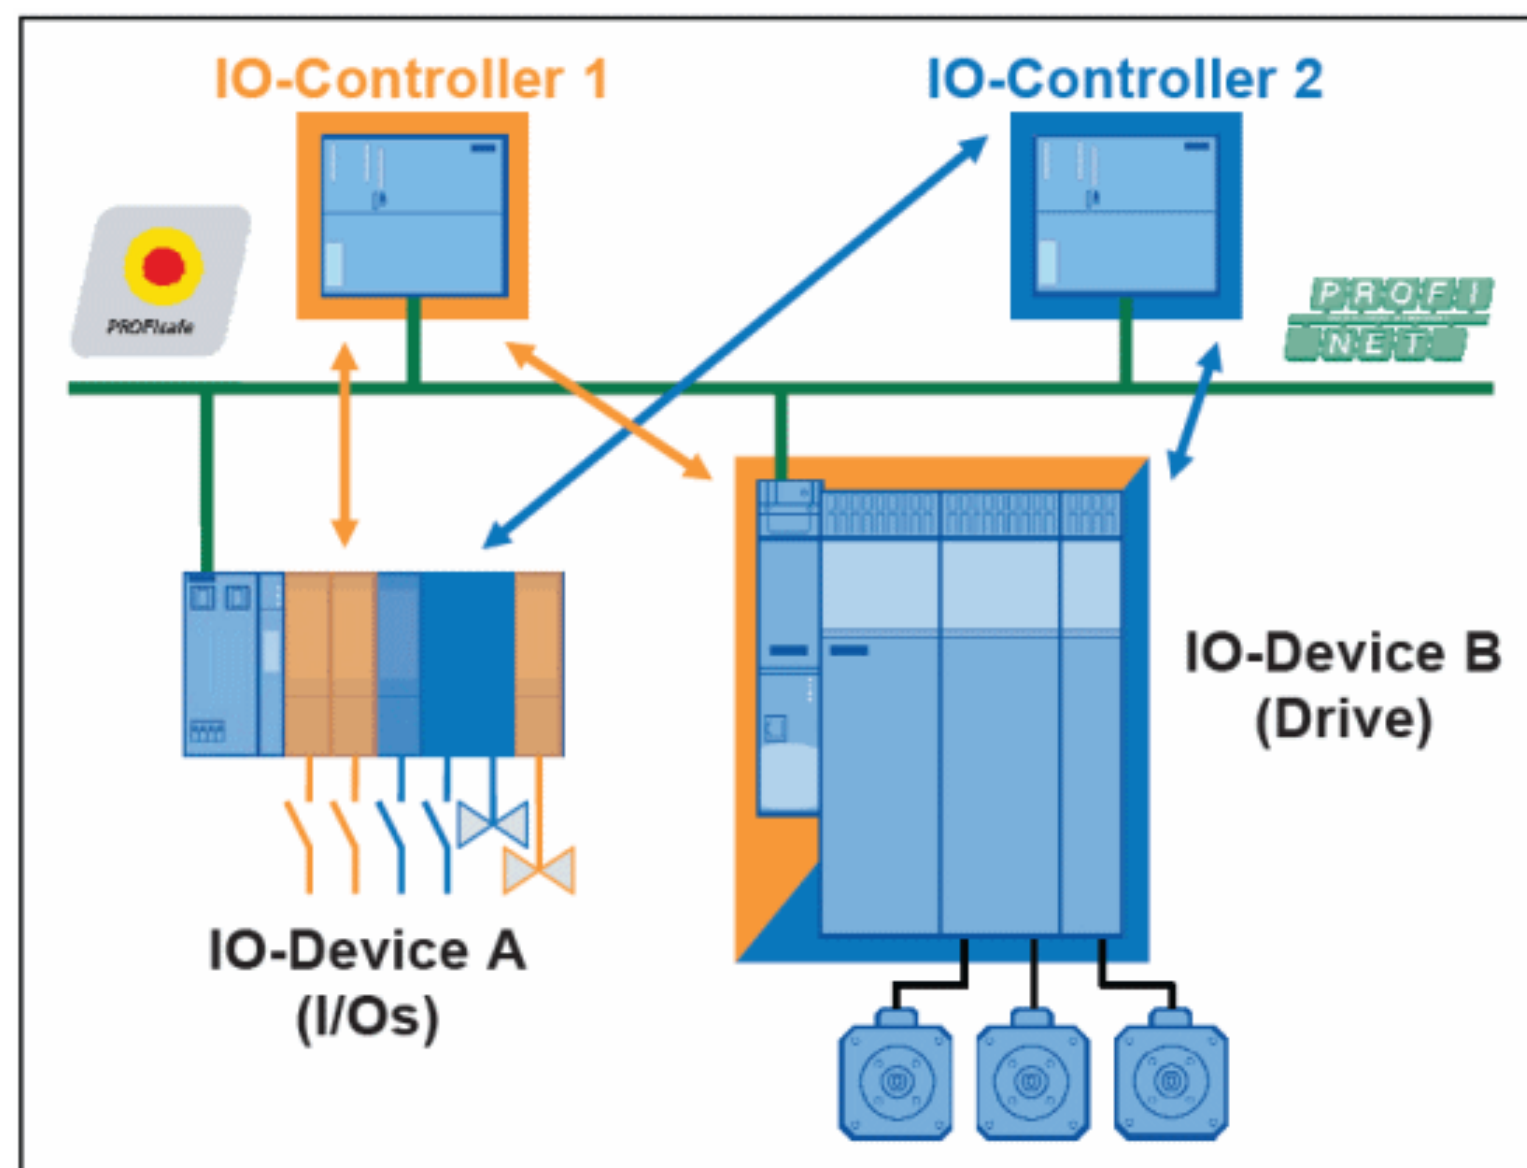 IO-Controller 1
IO-Controller 2
PROFIsafe
PROFI
NET
IO-Device B
(Drive)
IO-Device A
(I/Os)